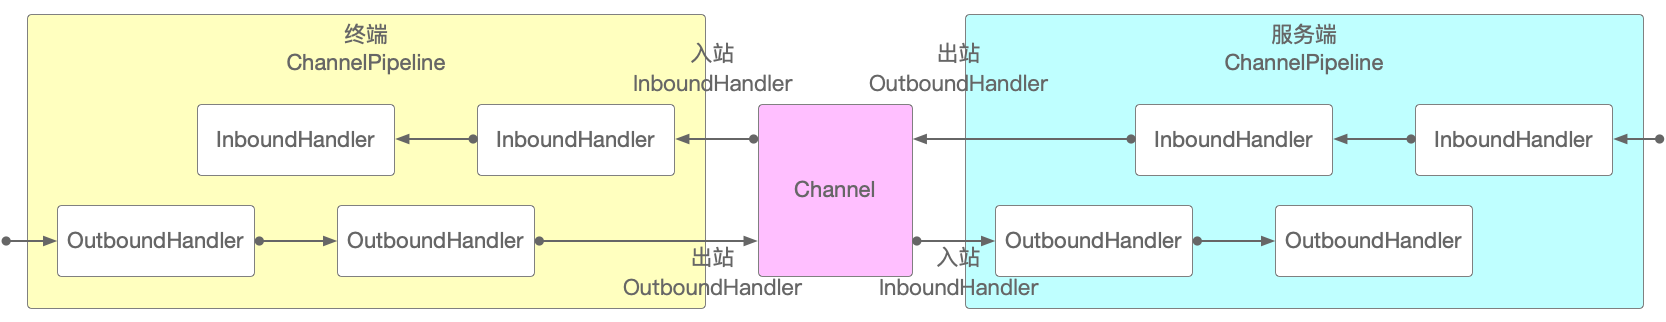 终端
ChannelPipeline
入站
InboundHandler
InboundHandler
InboundHandler
OutboundHandler
OutboundHandler
出站
OutboundHandler
Channel
出站
OutboundHandler
服务端
ChannelPipeline
InboundHandler
InboundHandler
OutboundHandler
OutboundHandler
入站
InboundHandler